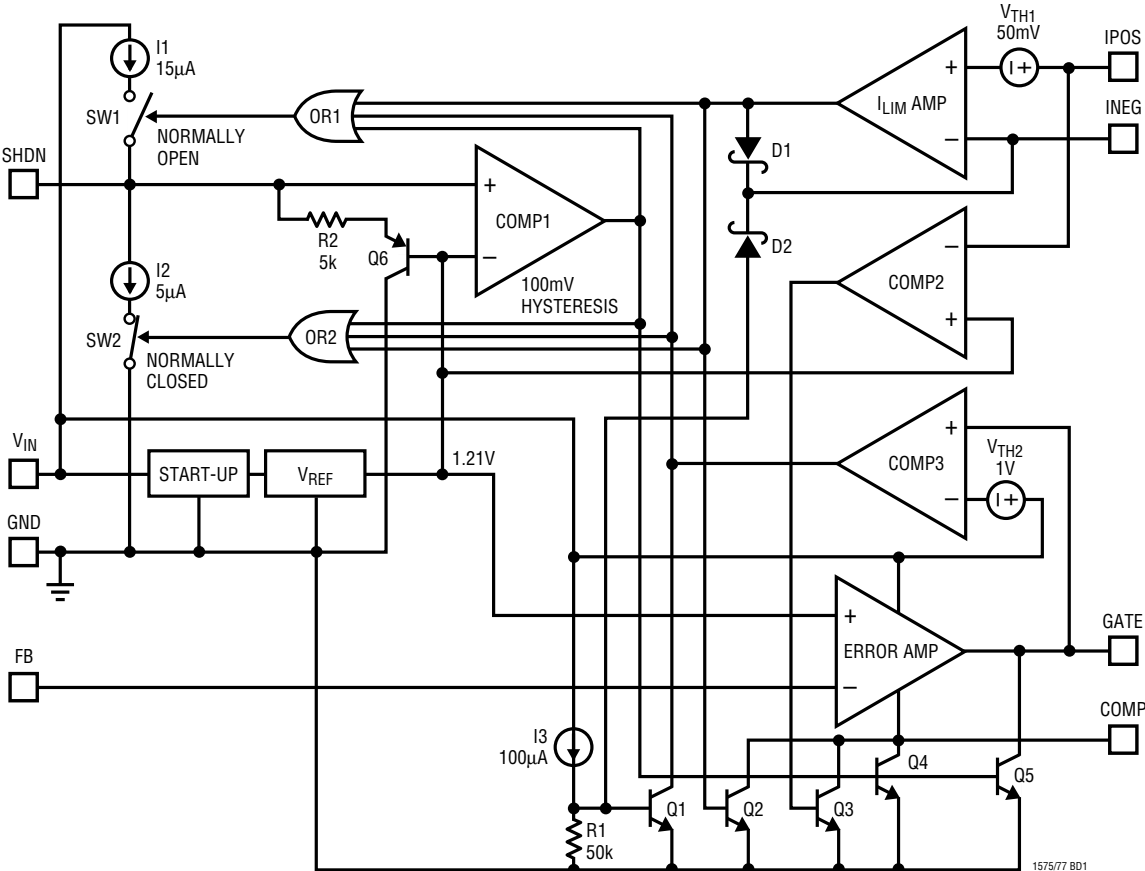 I1
15µA
VTH1
50mV
IPOS
+
I+
ILIM AMP
SW1
OR1
NORMALLY
OPEN
–
INEG
D1
SHDN
+
COMP1
R2
5k
Q6
–
D2
–
COMP2
I2
5µA
100mV
HYSTERESIS
+
SW2
OR2
NORMALLY
CLOSED
VIN
+
COMP3
VTH2
1V
START-UP
VREF
1.21V
–
I+
GND
+
ERROR AMP
GATE
FB
–
COMP
I3
100µA
Q4
Q5
Q1
Q2
Q3
R1
50k
1575/77 BD1